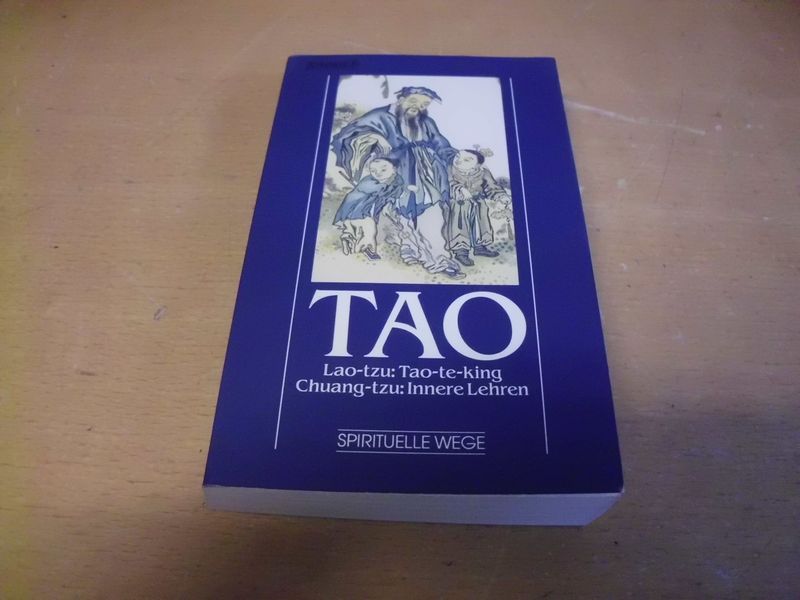 TAO
Lao-tzu: Tao-te-king
Chuang-tzu: Innere Lehren
SPIRITUELLE WEGE